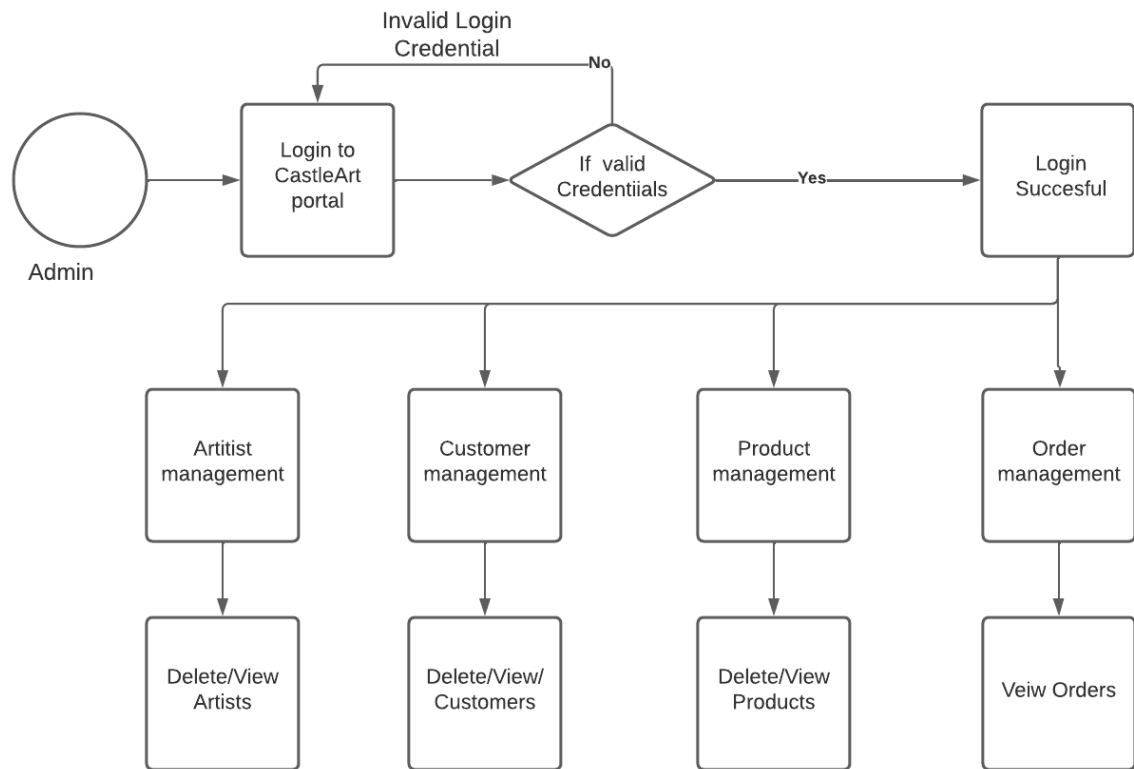 Invalid Login
Credential
No
Login to
CastleArt
portal
If  valid
Credentiials
Yes
Login
Succesful
Admin
Artitist
management
Customer
management
Product
management
Order
management
Delete/View
Artists
Delete/View/
Customers
Delete/View
Products
Veiw Orders